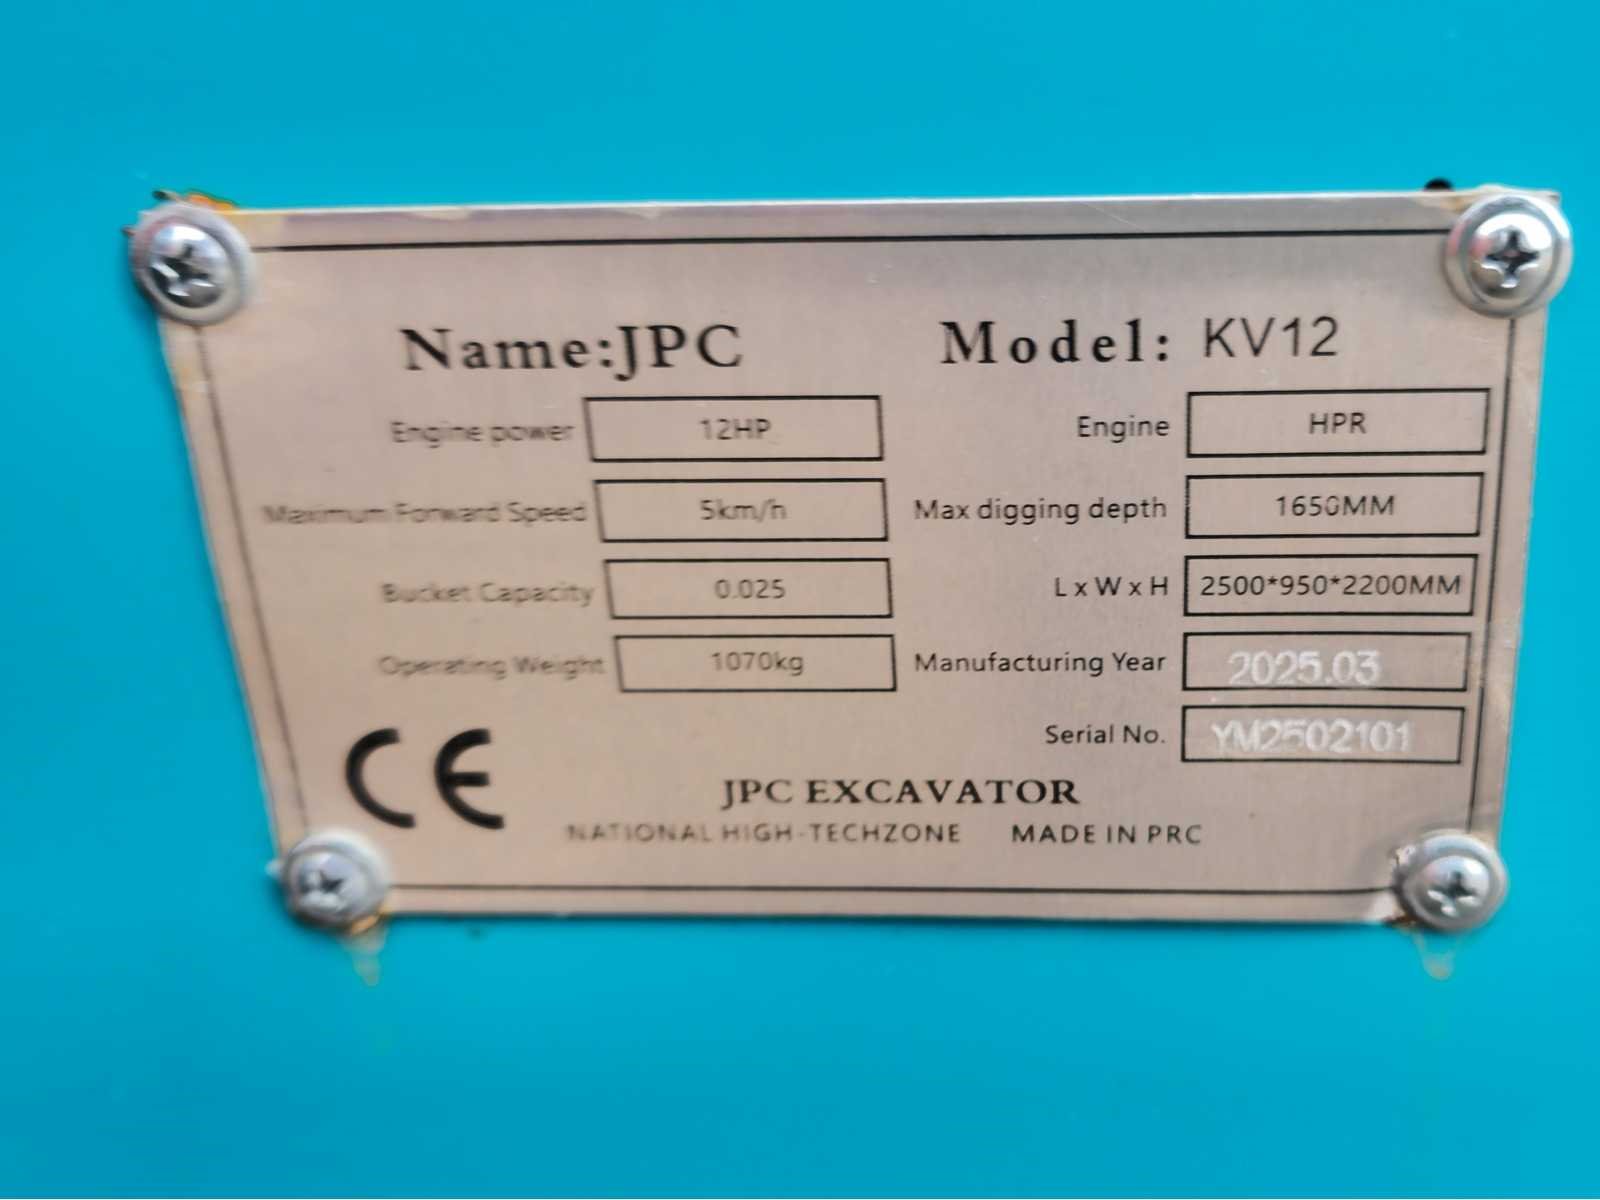 Name:JPC Model: KV12
Engine power 12HP Engine HPR
Maximum Forward Speed 5km/h Max digging depth 1650MM
Bucket Capacity 0.025 L x W x H 2500*950*2200MM
Operating Weight 1070kg Manufacturing Year 2025.03
Serial No. YM2502101
CE
JPC EXCAVATOR
NATIONAL HIGH-TECHZONE MADE IN PRC